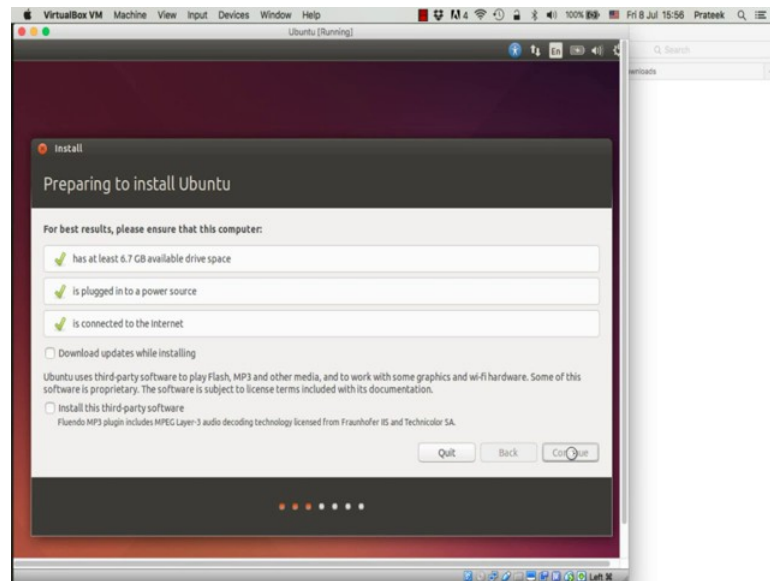 VirtualBox VM Machine View Input Devices Window Help 4 100% Fri 8 Jul 15:56 Prateek
Ubuntu [Running]
En
Search
wnloads
Install
Preparing to install Ubuntu
For best results, please ensure that this computer:
has at least 6.7 GB available drive space
is plugged in to a power source
is connected to the Internet
Download updates while installing
Ubuntu uses third-party software to play Flash, MP3 and other media, and to work with some graphics and wi-fi hardware. Some of this
software is proprietary. The software is subject to license terms included with its documentation.
Install this third-party software
Fluendo MP3 plugin includes MPEG Layer-3 audio decoding technology licensed from Fraunhofer IIS and Technicolor SA.
Quit Back Continue
Left ⌘